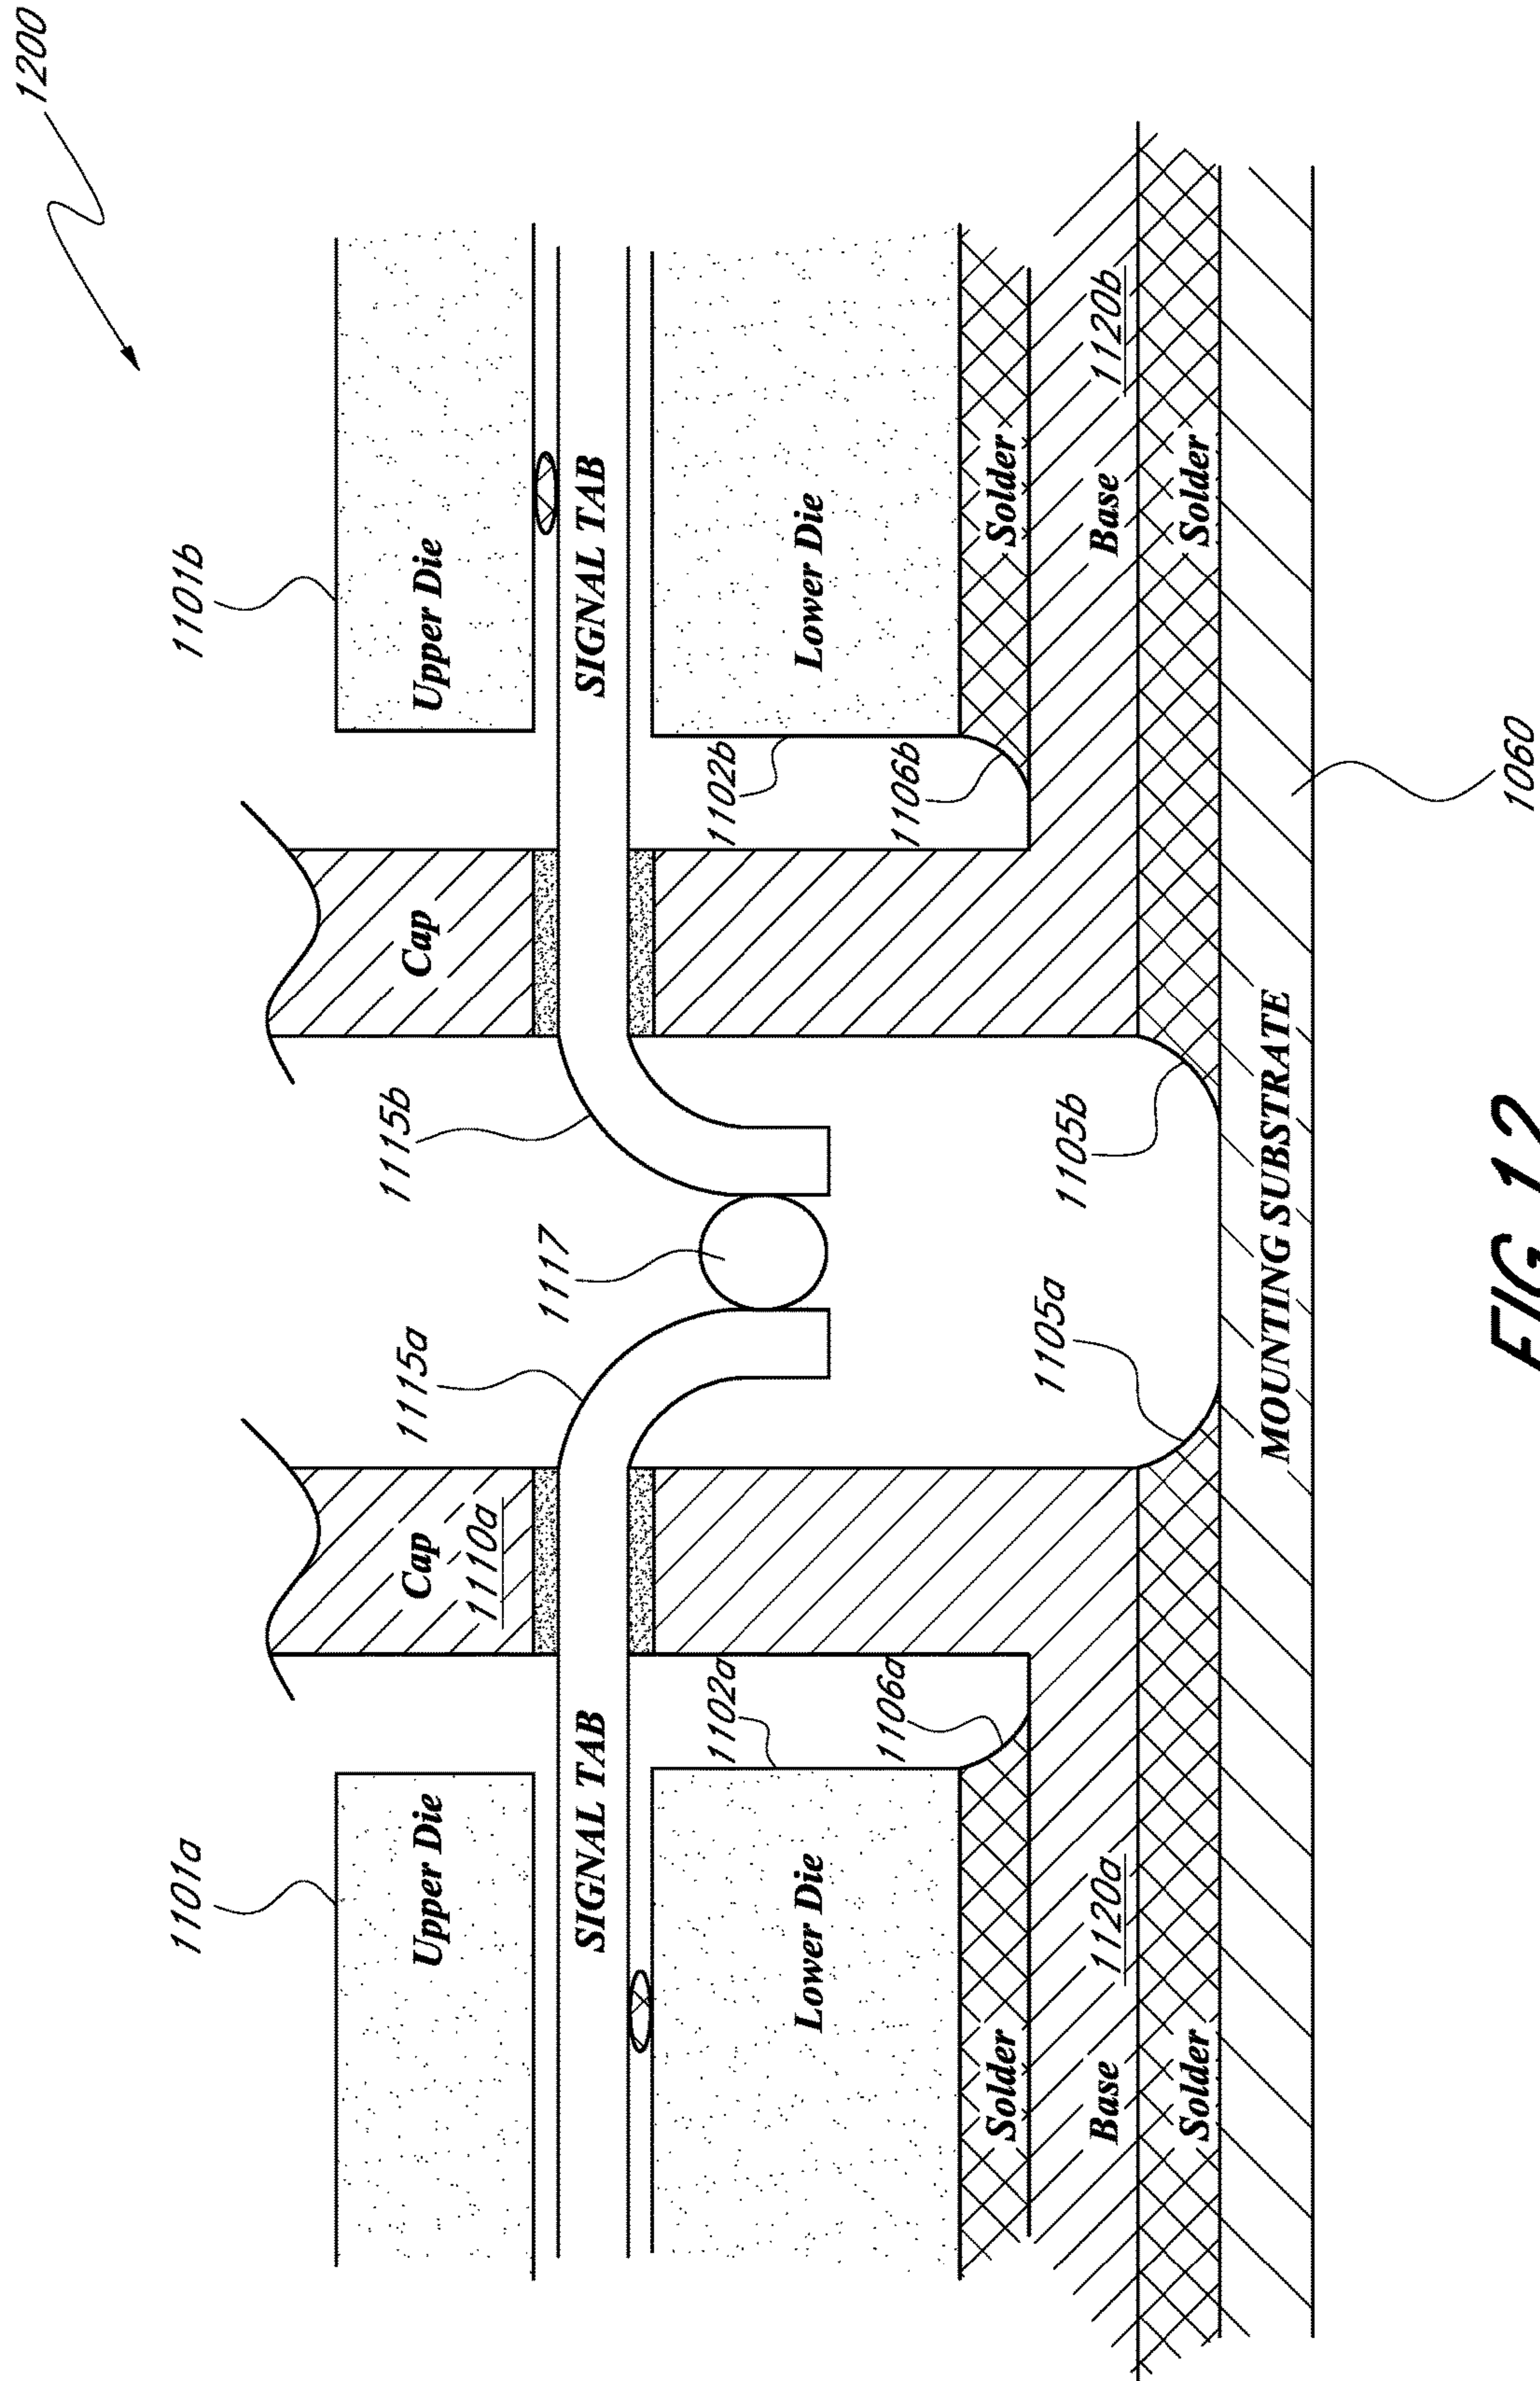 1200
1101a
1101b
Upper Die
Upper Die
Cap
1110a
Cap
1115a
1115b
1117
SIGNAL TAB
SIGNAL TAB
1102a
1102b
Lower Die
Lower Die
1106a
1106b
Solder
Solder
1105a
1105b
Base
1120a
Base
1120b
Solder
Solder
MOUNTING SUBSTRATE
1060
FIG. 12